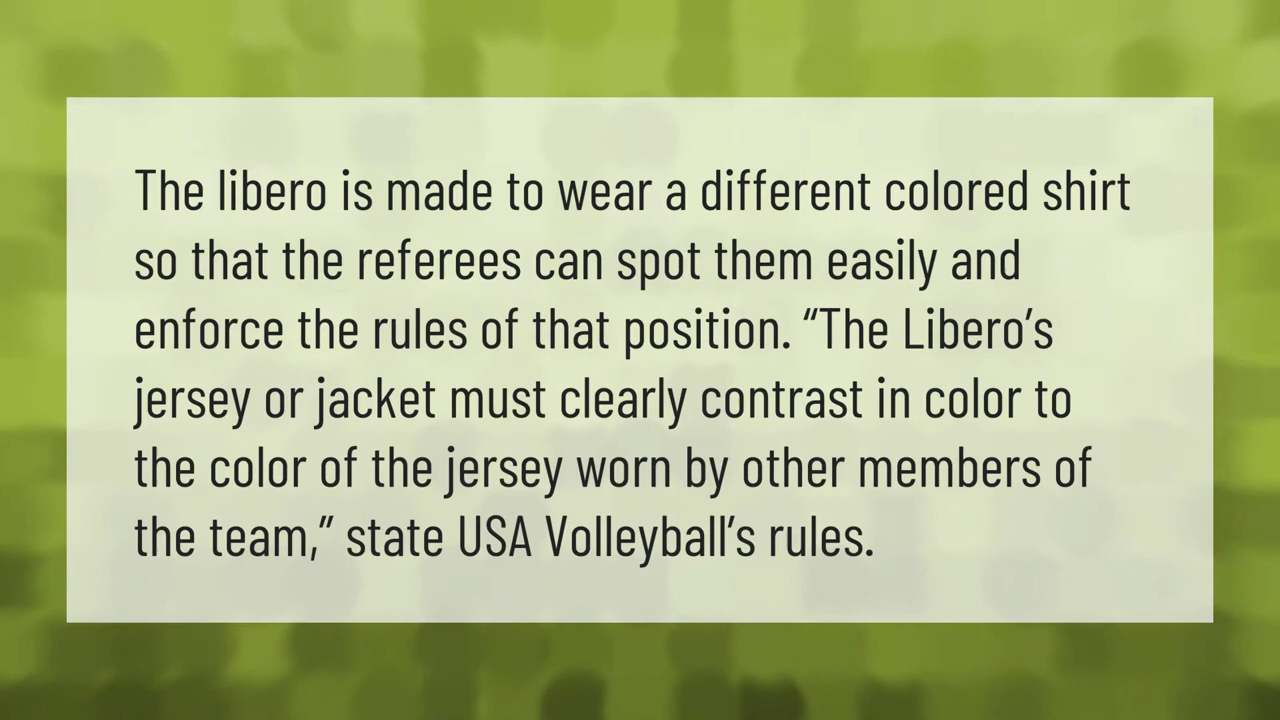 The libero is made to wear a different colored shirt
so that the referees can spot them easily and
enforce the rules of that position. “The Libero’s
jersey or jacket must clearly contrast in color to
the color of the jersey worn by other members of
the team,” state USA Volleyball’s rules.